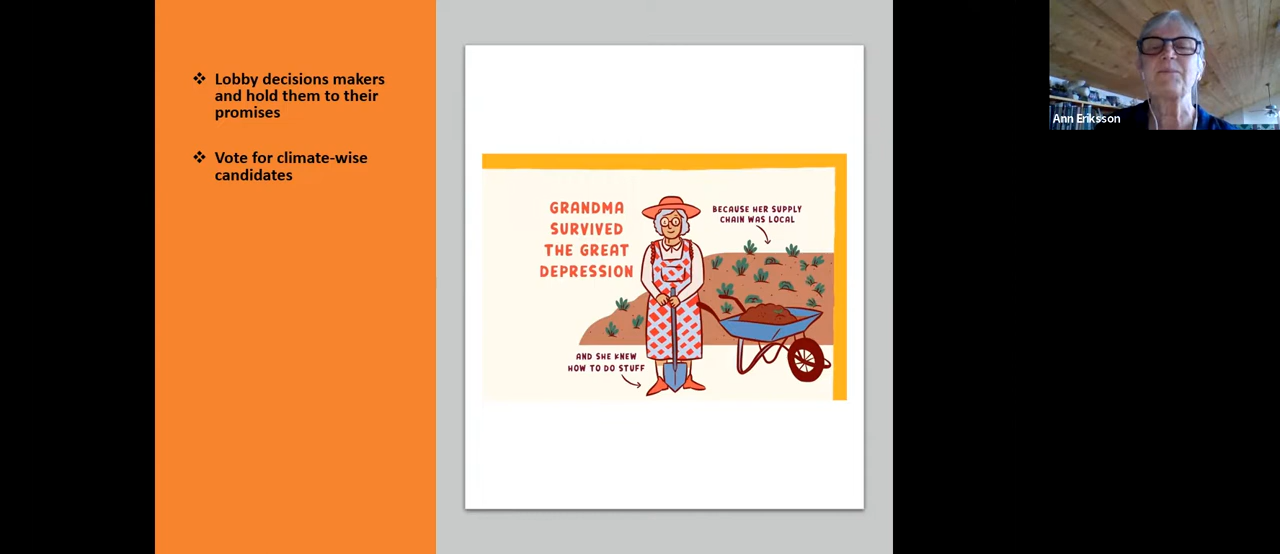 ❖ Lobby decisions makers
and hold them to their
promises
❖ Vote for climate-wise
candidates
GRANDMA
SURVIVED
THE GREAT
DEPRESSION
BECAUSE HER SUPPLY
CHAIN WAS LOCAL
AND SHE KNEW
HOW TO DO STUFF
Ann Eriksson